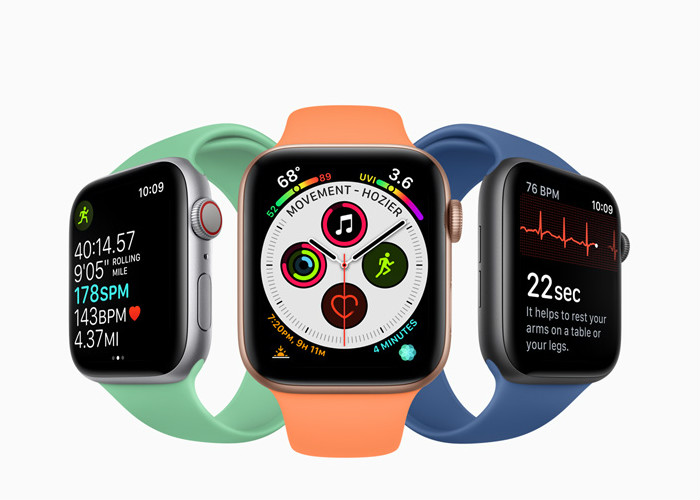 10:09
40:14.57
9'05" ROLLING MILE
178SPM
143BPM
4.37MI
68°
52
89
UVI
3.6
MOVEMENT - HOZIER
7:20PM, 9H 11M
4 MINUTES
76 BPM
10:09
22sec
It helps to rest your
arms on a table or
your legs.